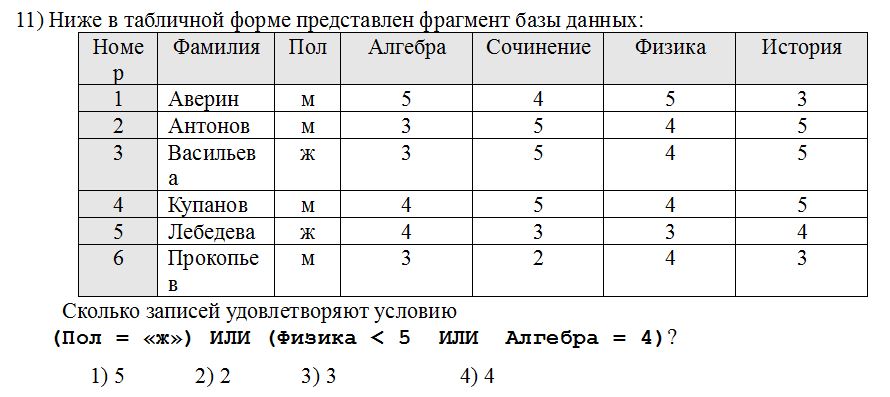 11) Ниже в табличной форме представлен фрагмент базы данных:
Номе Фамилия Пол Алгебра Сочинение Физика История
р
1 Аверин м 5 4 5 3
2 Антонов м 3 5 4 5
3 Васильев ж 3 5 4 5
а
4 Купанов м 4 5 4 5
5 Лебедева ж 4 3 3 4
6 Прокопье м 3 2 4 3
в
Сколько записей удовлетворяют условию
(Пол = «ж») ИЛИ (Физика < 5 ИЛИ Алгебра = 4)?
1) 5 2) 2 3) 3 4) 4